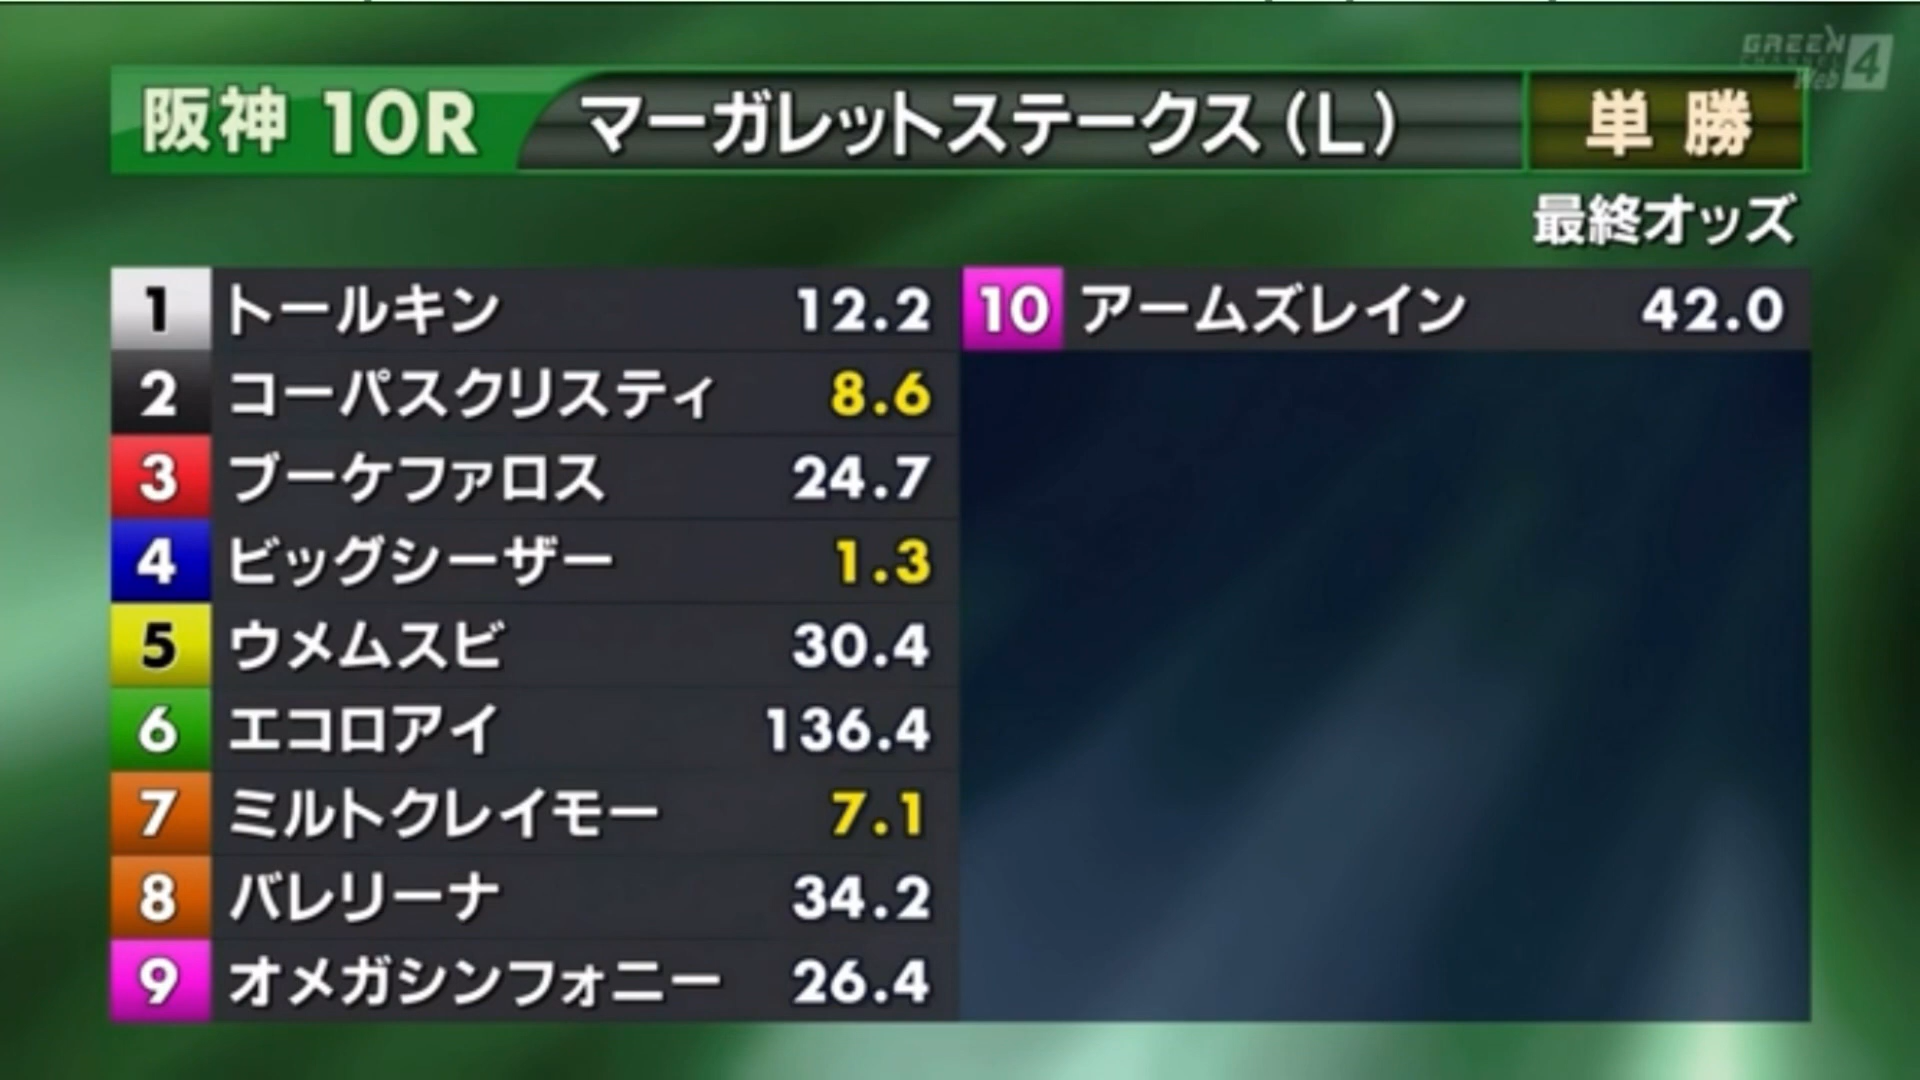 GREEN CHANNEL Web 4
阪神 10R マーガレットステークス(L) 単勝
最終オッズ
1 トールキン 12.2
2 コーパスクリスティ 8.6
3 ブーケファロス 24.7
4 ビッグシーザー 1.3
5 ウメムスビ 30.4
6 エコロアイ 136.4
7 ミルトクレイモー 7.1
8 バレリーナ 34.2
9 オメガシンフォニー 26.4
10 アームズレイン 42.0